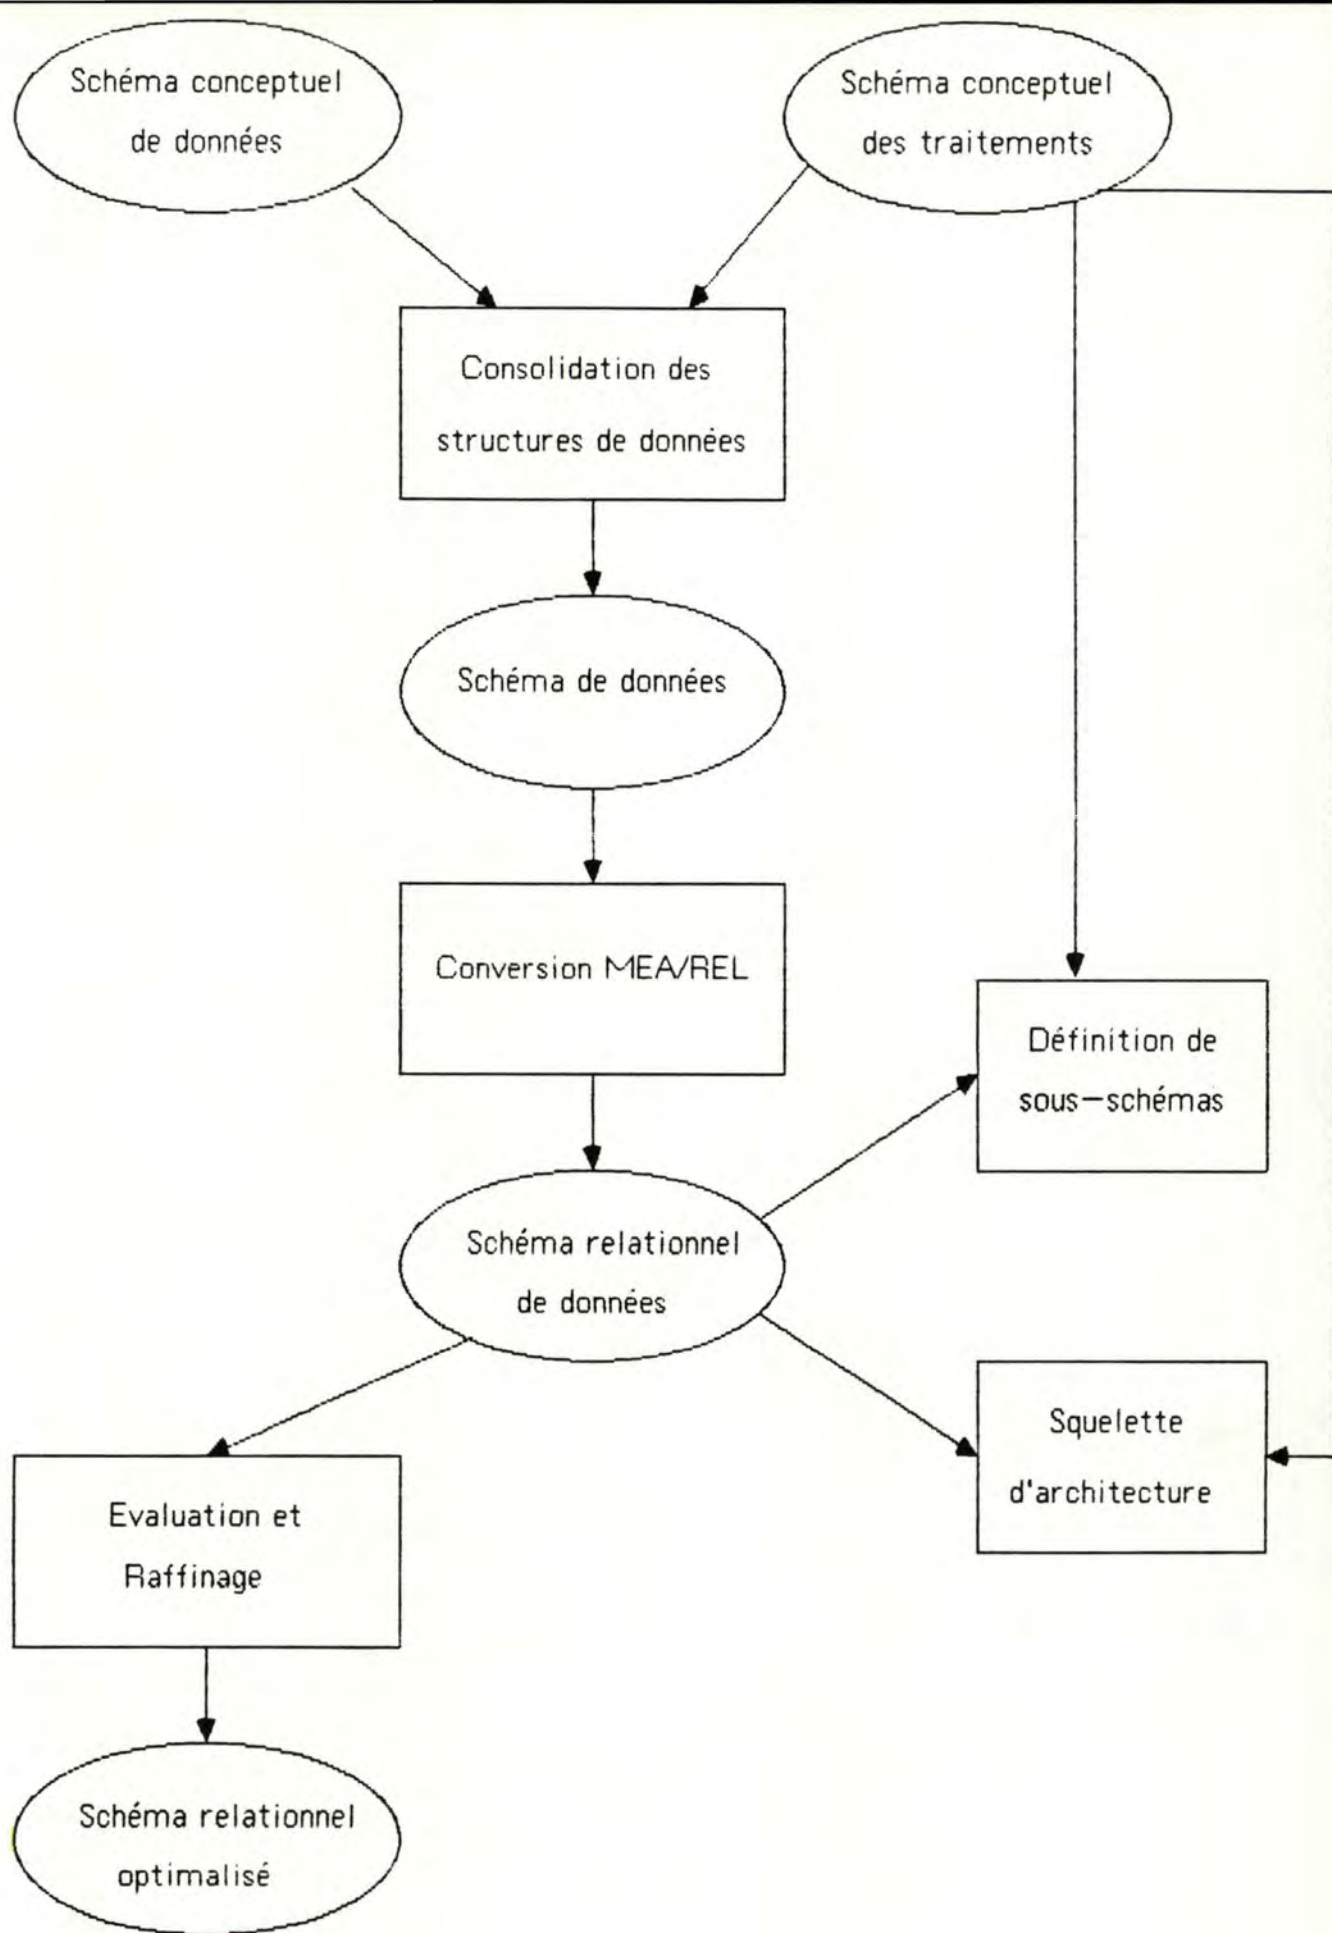 Schéma conceptuel
de données
Schéma conceptuel
des traitements
Consolidation des
structures de données
Schéma de données
Conversion MEA/REL
Définition de
sous-schémas
Schéma relationnel
de données
Squelette
d'architecture
Evaluation et
Raffinage
Schéma relationnel
optimalisé